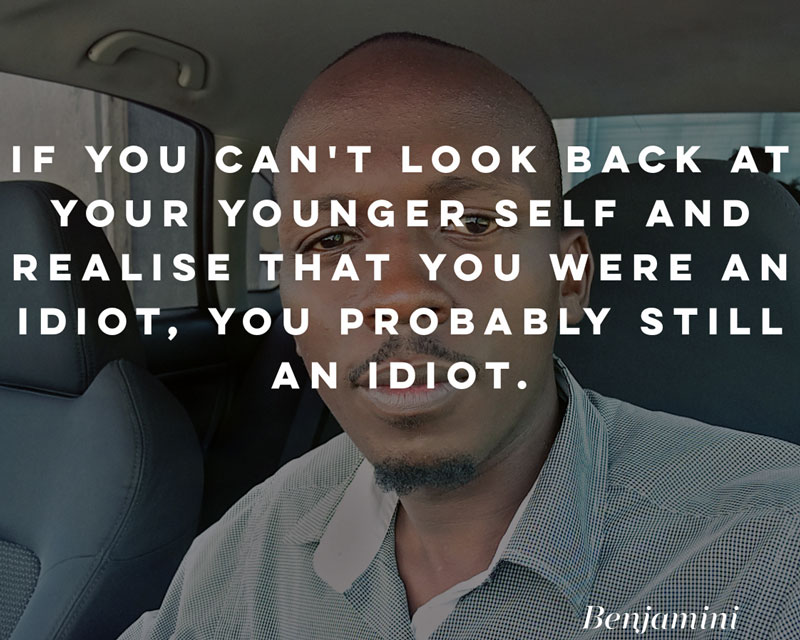 IF YOU CAN'T LOOK BACK AT
YOUR YOUNGER SELF AND
REALISE THAT YOU WERE AN
IDIOT, YOU PROBABLY STILL
AN IDIOT.
Benjamini